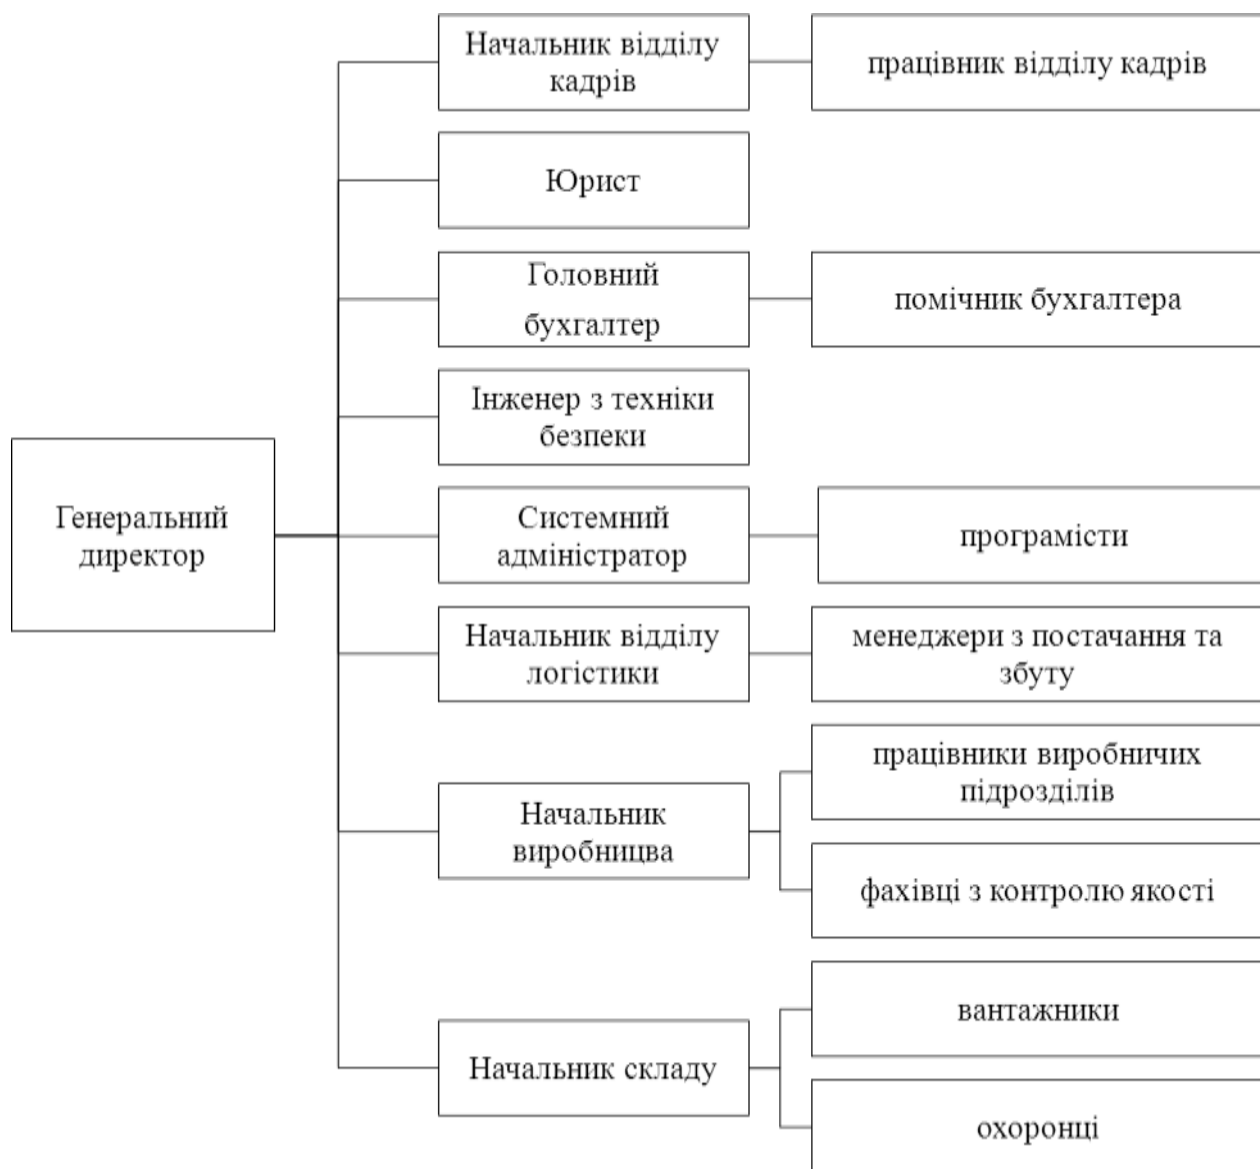 Начальник відділу
кадрів
працівник відділу кадрів
Юрист
Головний
бухгалтер
помічник бухгалтера
Інженер з техніки
безпеки
Генеральний
директор
Системний
адміністратор
програмісти
Начальник відділу
логістики
менеджери з постачання та
збуту
Начальник
виробницва
працівники виробничих
підрозділів
фахівці з контролю якості
Начальник складу
вантажники
охоронці